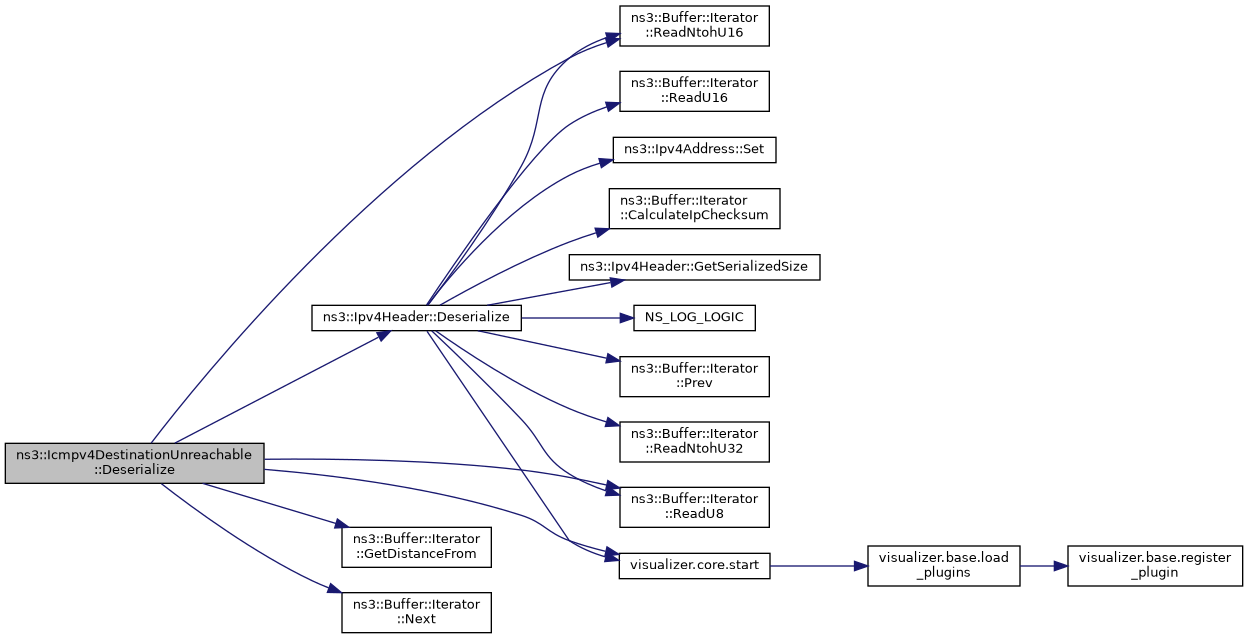 ns3::Buffer::Iterator
::ReadNtohU16
ns3::Buffer::Iterator
::ReadU16
ns3::Ipv4Address::Set
ns3::Buffer::Iterator
::CalculateIpChecksum
ns3::Ipv4Header::GetSerializedSize
ns3::Ipv4Header::Deserialize
NS_LOG_LOGIC
ns3::Buffer::Iterator
::Prev
ns3::Buffer::Iterator
::ReadNtohU32
ns3::Icmpv4DestinationUnreachable
::Deserialize
ns3::Buffer::Iterator
::ReadU8
ns3::Buffer::Iterator
::GetDistanceFrom
visualizer.core.start
visualizer.base.load
_plugins
visualizer.base.register
_plugin
ns3::Buffer::Iterator
::Next